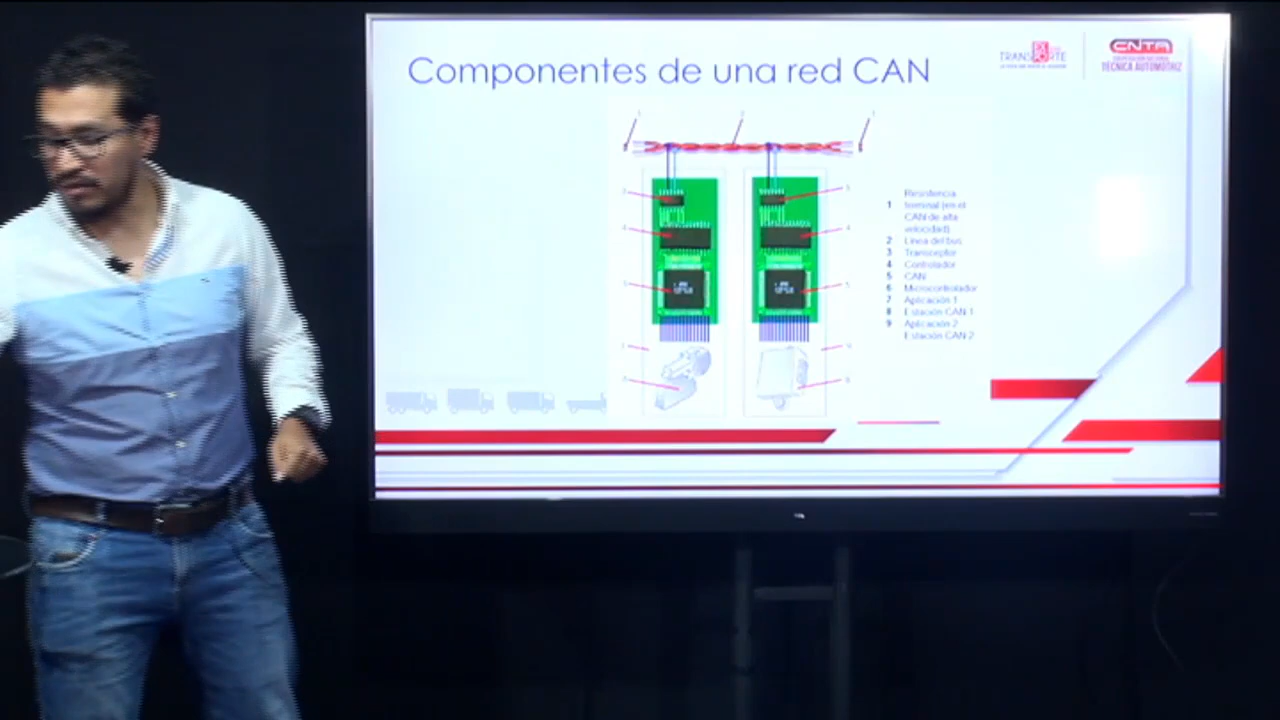 Componentes de una red CAN
TRANSPORTE
CNTA
TÉCNICA AUTOMOTRIZ
Resistencia
1 terminal (en el
CAN de alta
velocidad)
2 Línea del bus
3 Transceptor
4 Controlador
5 CAN
6 Microcontrolador
7 Aplicación 1
8 Estación CAN 1
9 Aplicación 2
Estación CAN 2